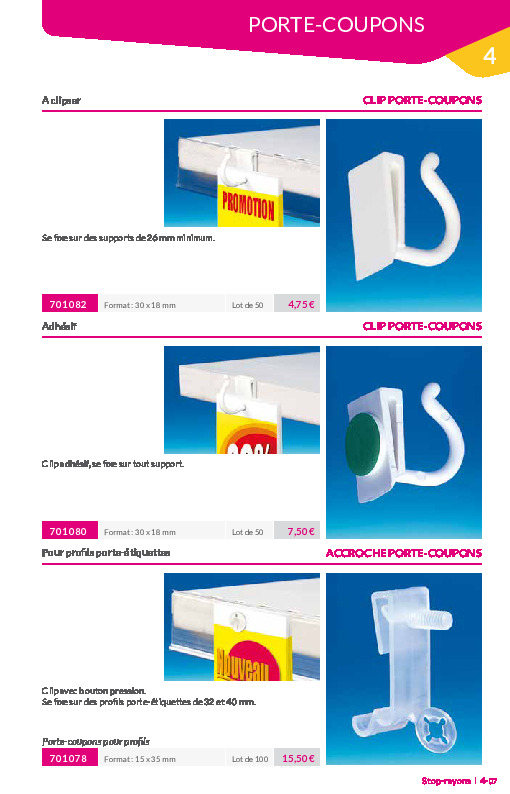 PORTE-COUPONS
4
A clipser
CLIP PORTE-COUPONS
PROMOTION
Se fixe sur des supports de 26 mm minimum.
701082 Format : 30 x 18 mm Lot de 50 4,75 €
Adhésif
CLIP PORTE-COUPONS
Clip adhésif, se fixe sur tout support.
701080 Format : 30 x 18 mm Lot de 50 7,50 €
Pour profils porte-étiquettes
ACCROCHE PORTE-COUPONS
Nouveau
Clip avec bouton pression.
Se fixe sur des profils porte-étiquettes de 32 et 40 mm.
Porte-coupons pour profils
701078 Format : 15 x 35 mm Lot de 100 15,50 €
Stop-rayons | 4-07